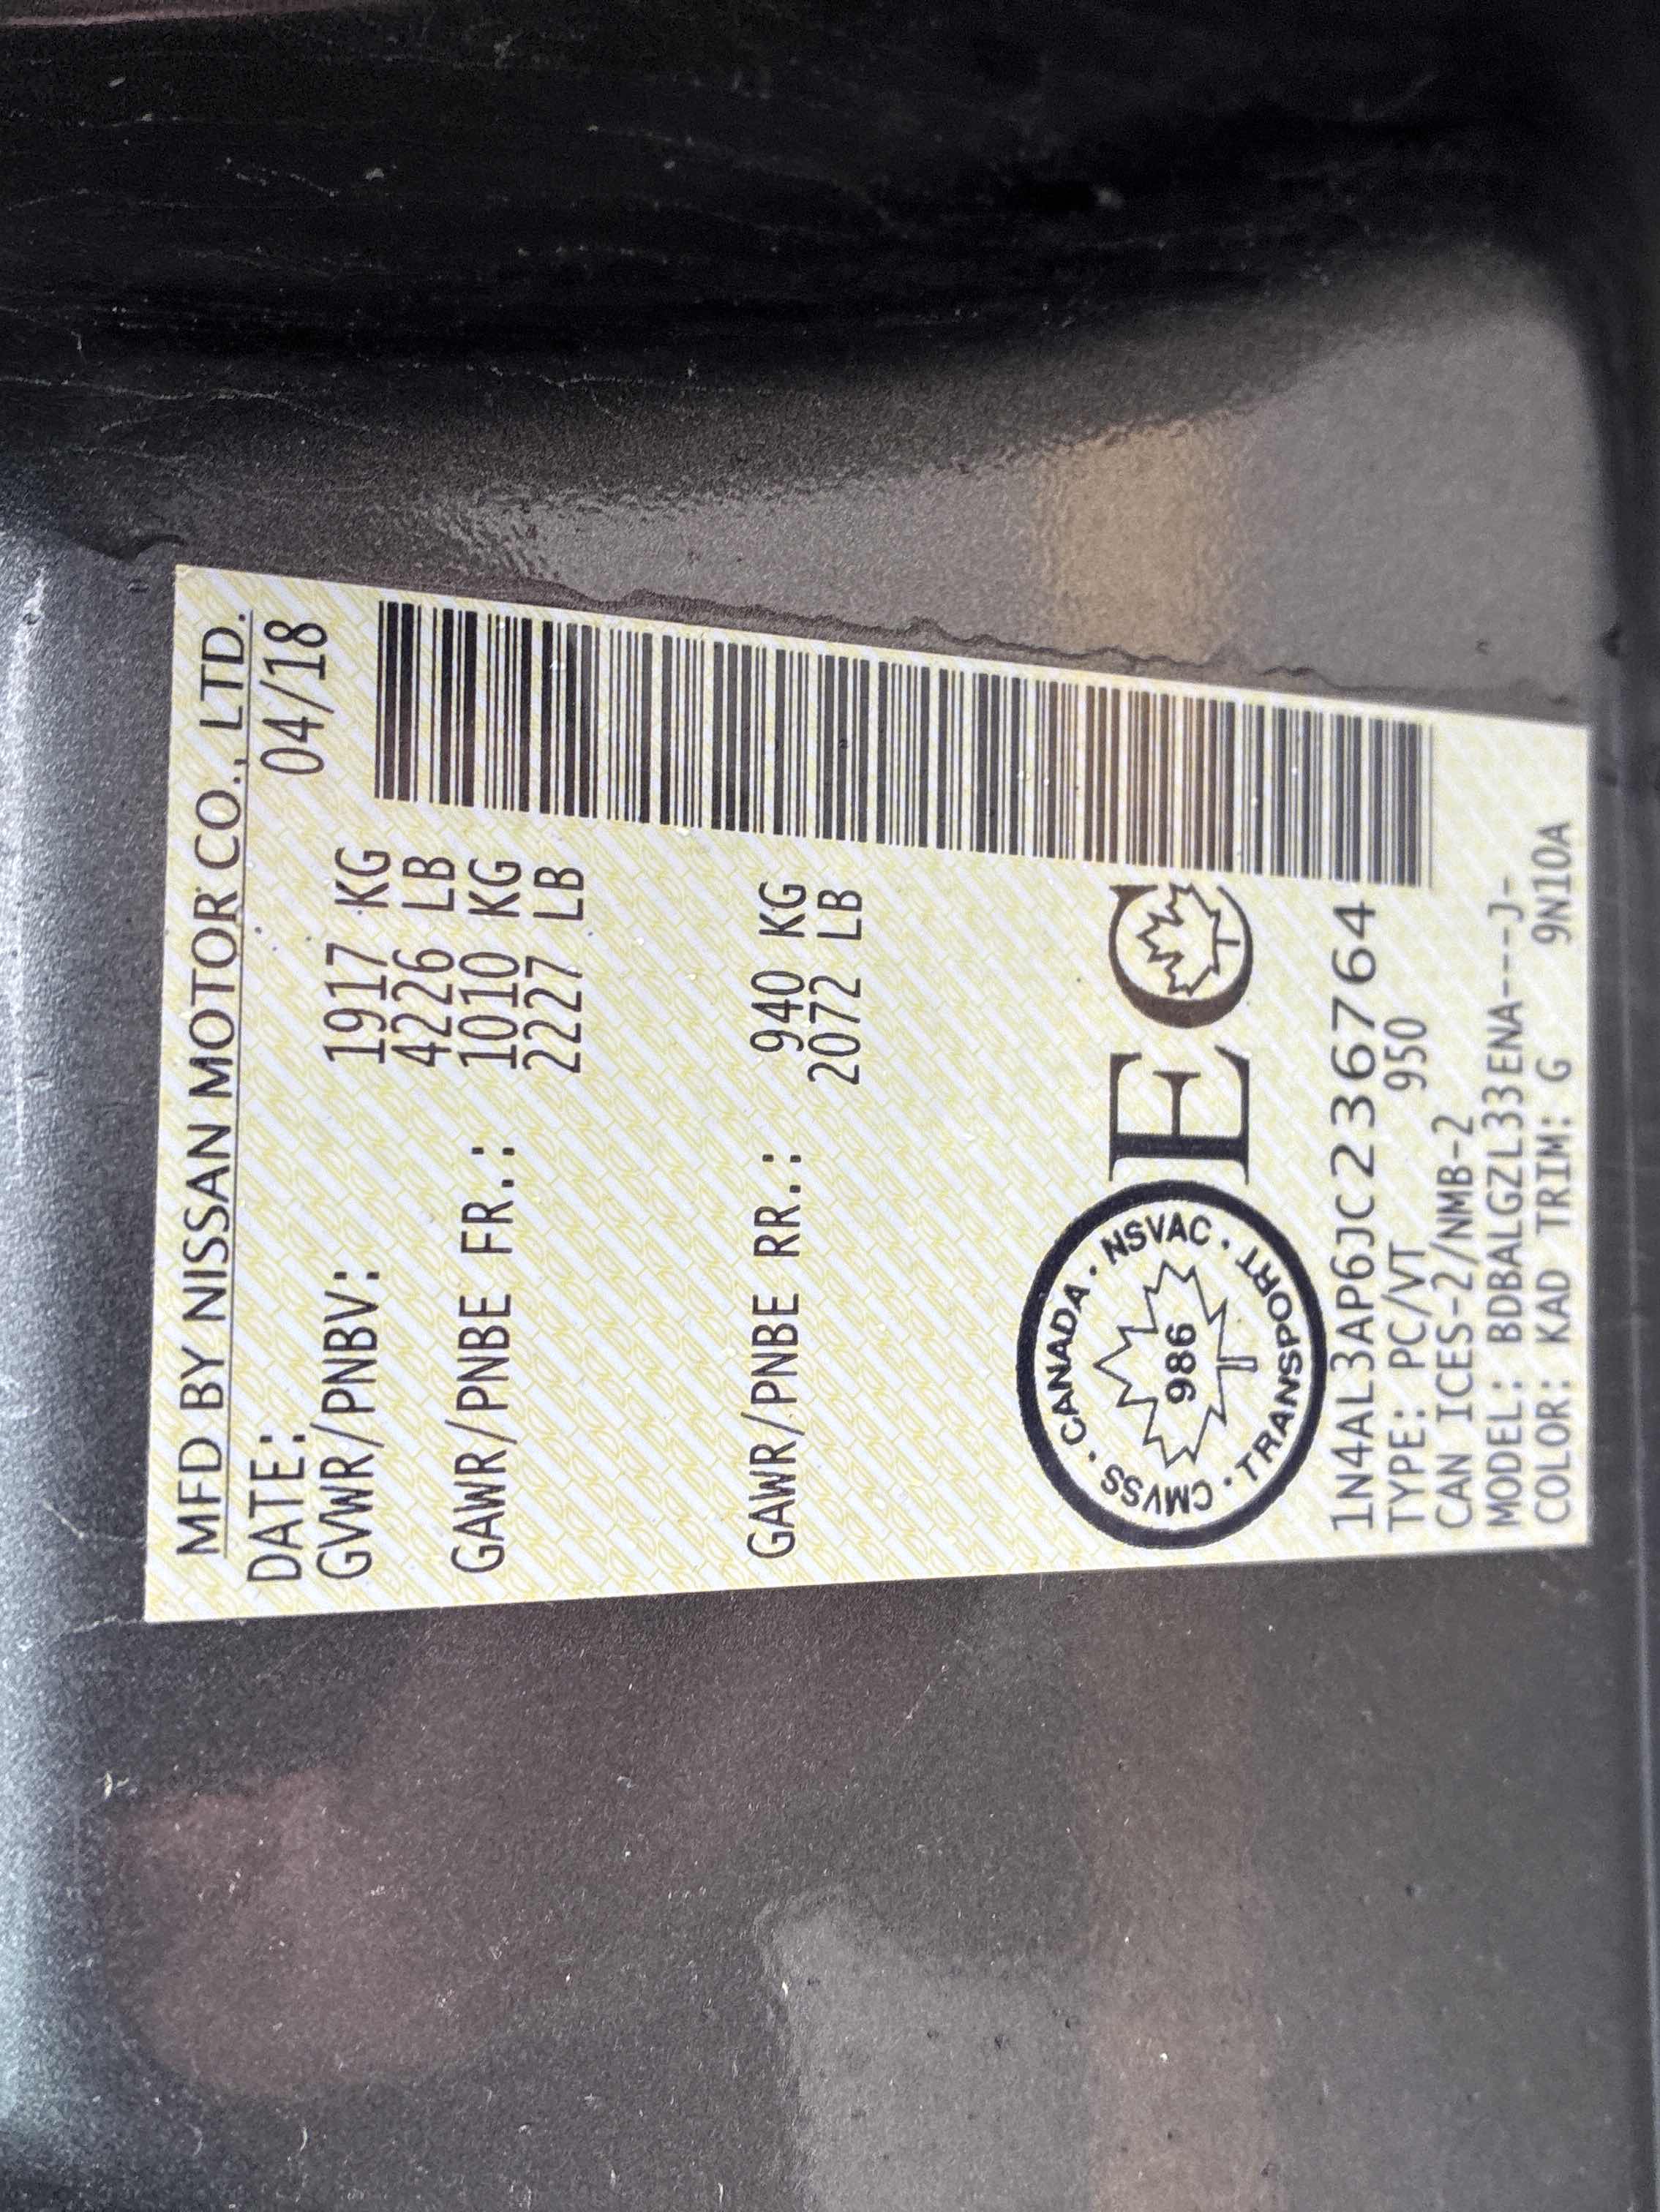 MFD BY NISSAN MOTOR CO., LTD.
DATE: 04/18
GVWR/PNBV: 1917 KG
4226 LB
GAWR/PNBE FR.: 1010 KG
2227 LB
GAWR/PNBE RR.: 940 KG
2072 LB
CANADA · NSVAC · TRANSPORT · CMVSS ·
986
EC
1N4AL3AP6JC236764
TYPE: PC/VT 950
CAN ICES-2/NMB-2
MODEL: BDBALGZL33ENA---J-
COLOR: KAD TRIM: G 9N10A